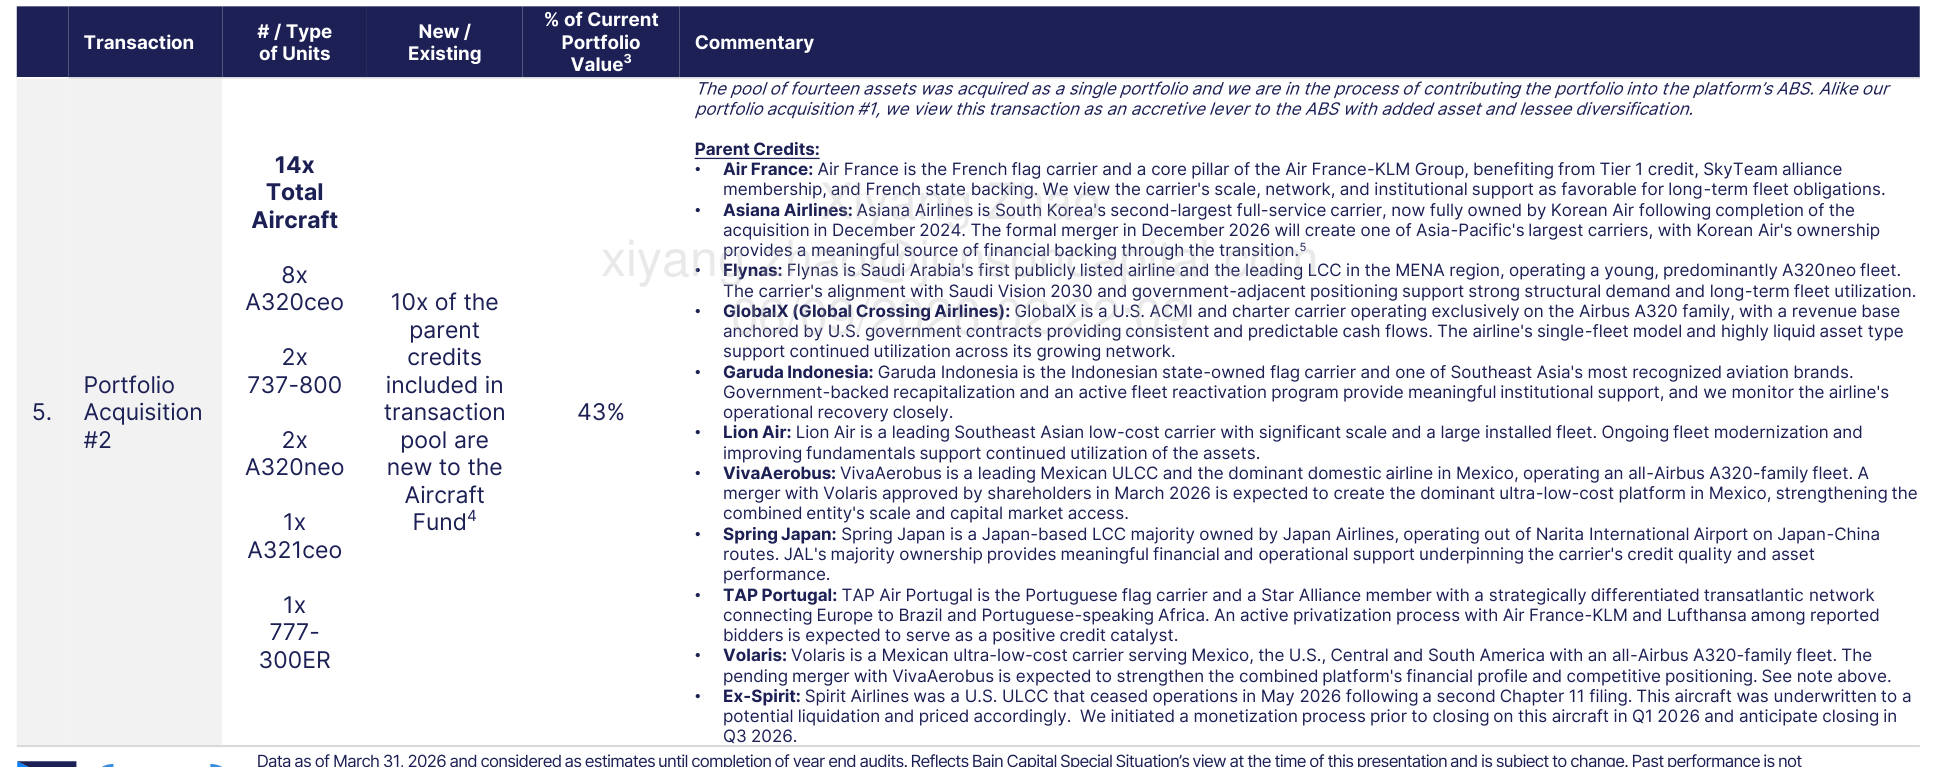 Transaction
# / Type
of Units
New /
Existing
% of Current
Portfolio
Value³
Commentary
5.
Portfolio
Acquisition
#2
14x
Total
Aircraft
8x
A320ceo
2x
737-800
2x
A320neo
1x
A321ceo
1x
777-
300ER
10x of the
parent
credits
included in
transaction
pool are
new to the
Aircraft
Fund⁴
43%
The pool of fourteen assets was acquired as a single portfolio and we are in the process of contributing the portfolio into the platform's ABS. Alike our
portfolio acquisition #1, we view this transaction as an accretive lever to the ABS with added asset and lessee diversification.
Parent Credits:
• Air France: Air France is the French flag carrier and a core pillar of the Air France-KLM Group, benefiting from Tier 1 credit, SkyTeam alliance
membership, and French state backing. We view the carrier's scale, network, and institutional support as favorable for long-term fleet obligations.
• Asiana Airlines: Asiana Airlines is South Korea's second-largest full-service carrier, now fully owned by Korean Air following completion of the
acquisition in December 2024. The formal merger in December 2026 will create one of Asia-Pacific's largest carriers, with Korean Air's ownership
provides a meaningful source of financial backing through the transition.⁵
• Flynas: Flynas is Saudi Arabia's first publicly listed airline and the leading LCC in the MENA region, operating a young, predominantly A320neo fleet.
The carrier's alignment with Saudi Vision 2030 and government-adjacent positioning support strong structural demand and long-term fleet utilization.
• GlobalX (Global Crossing Airlines): GlobalX is a U.S. ACMI and charter carrier operating exclusively on the Airbus A320 family, with a revenue base
anchored by U.S. government contracts providing consistent and predictable cash flows. The airline's single-fleet model and highly liquid asset type
support continued utilization across its growing network.
• Garuda Indonesia: Garuda Indonesia is the Indonesian state-owned flag carrier and one of Southeast Asia's most recognized aviation brands.
Government-backed recapitalization and an active fleet reactivation program provide meaningful institutional support, and we monitor the airline's
operational recovery closely.
• Lion Air: Lion Air is a leading Southeast Asian low-cost carrier with significant scale and a large installed fleet. Ongoing fleet modernization and
improving fundamentals support continued utilization of the assets.
• VivaAerobus: VivaAerobus is a leading Mexican ULCC and the dominant domestic airline in Mexico, operating an all-Airbus A320-family fleet. A
merger with Volaris approved by shareholders in March 2026 is expected to create the dominant ultra-low-cost platform in Mexico, strengthening the
combined entity's scale and capital market access.
• Spring Japan: Spring Japan is a Japan-based LCC majority owned by Japan Airlines, operating out of Narita International Airport on Japan-China
routes. JAL's majority ownership provides meaningful financial and operational support underpinning the carrier's credit quality and asset
performance.
• TAP Portugal: TAP Air Portugal is the Portuguese flag carrier and a Star Alliance member with a strategically differentiated transatlantic network
connecting Europe to Brazil and Portuguese-speaking Africa. An active privatization process with Air France-KLM and Lufthansa among reported
bidders is expected to serve as a positive credit catalyst.
• Volaris: Volaris is a Mexican ultra-low-cost carrier serving Mexico, the U.S., Central and South America with an all-Airbus A320-family fleet. The
pending merger with VivaAerobus is expected to strengthen the combined platform's financial profile and competitive positioning. See note above.
• Ex-Spirit: Spirit Airlines was a U.S. ULCC that ceased operations in May 2026 following a second Chapter 11 filing. This aircraft was underwritten to a
potential liquidation and priced accordingly.  We initiated a monetization process prior to closing on this aircraft in Q1 2026 and anticipate closing in
Q3 2026.
Xiyang Zhao
Data as of March 31, 2026 and considered as estimates until completion of year end audits. Reflects Bain Capital Special Situation's view at the time of this presentation and is subject to change. Past performance is not